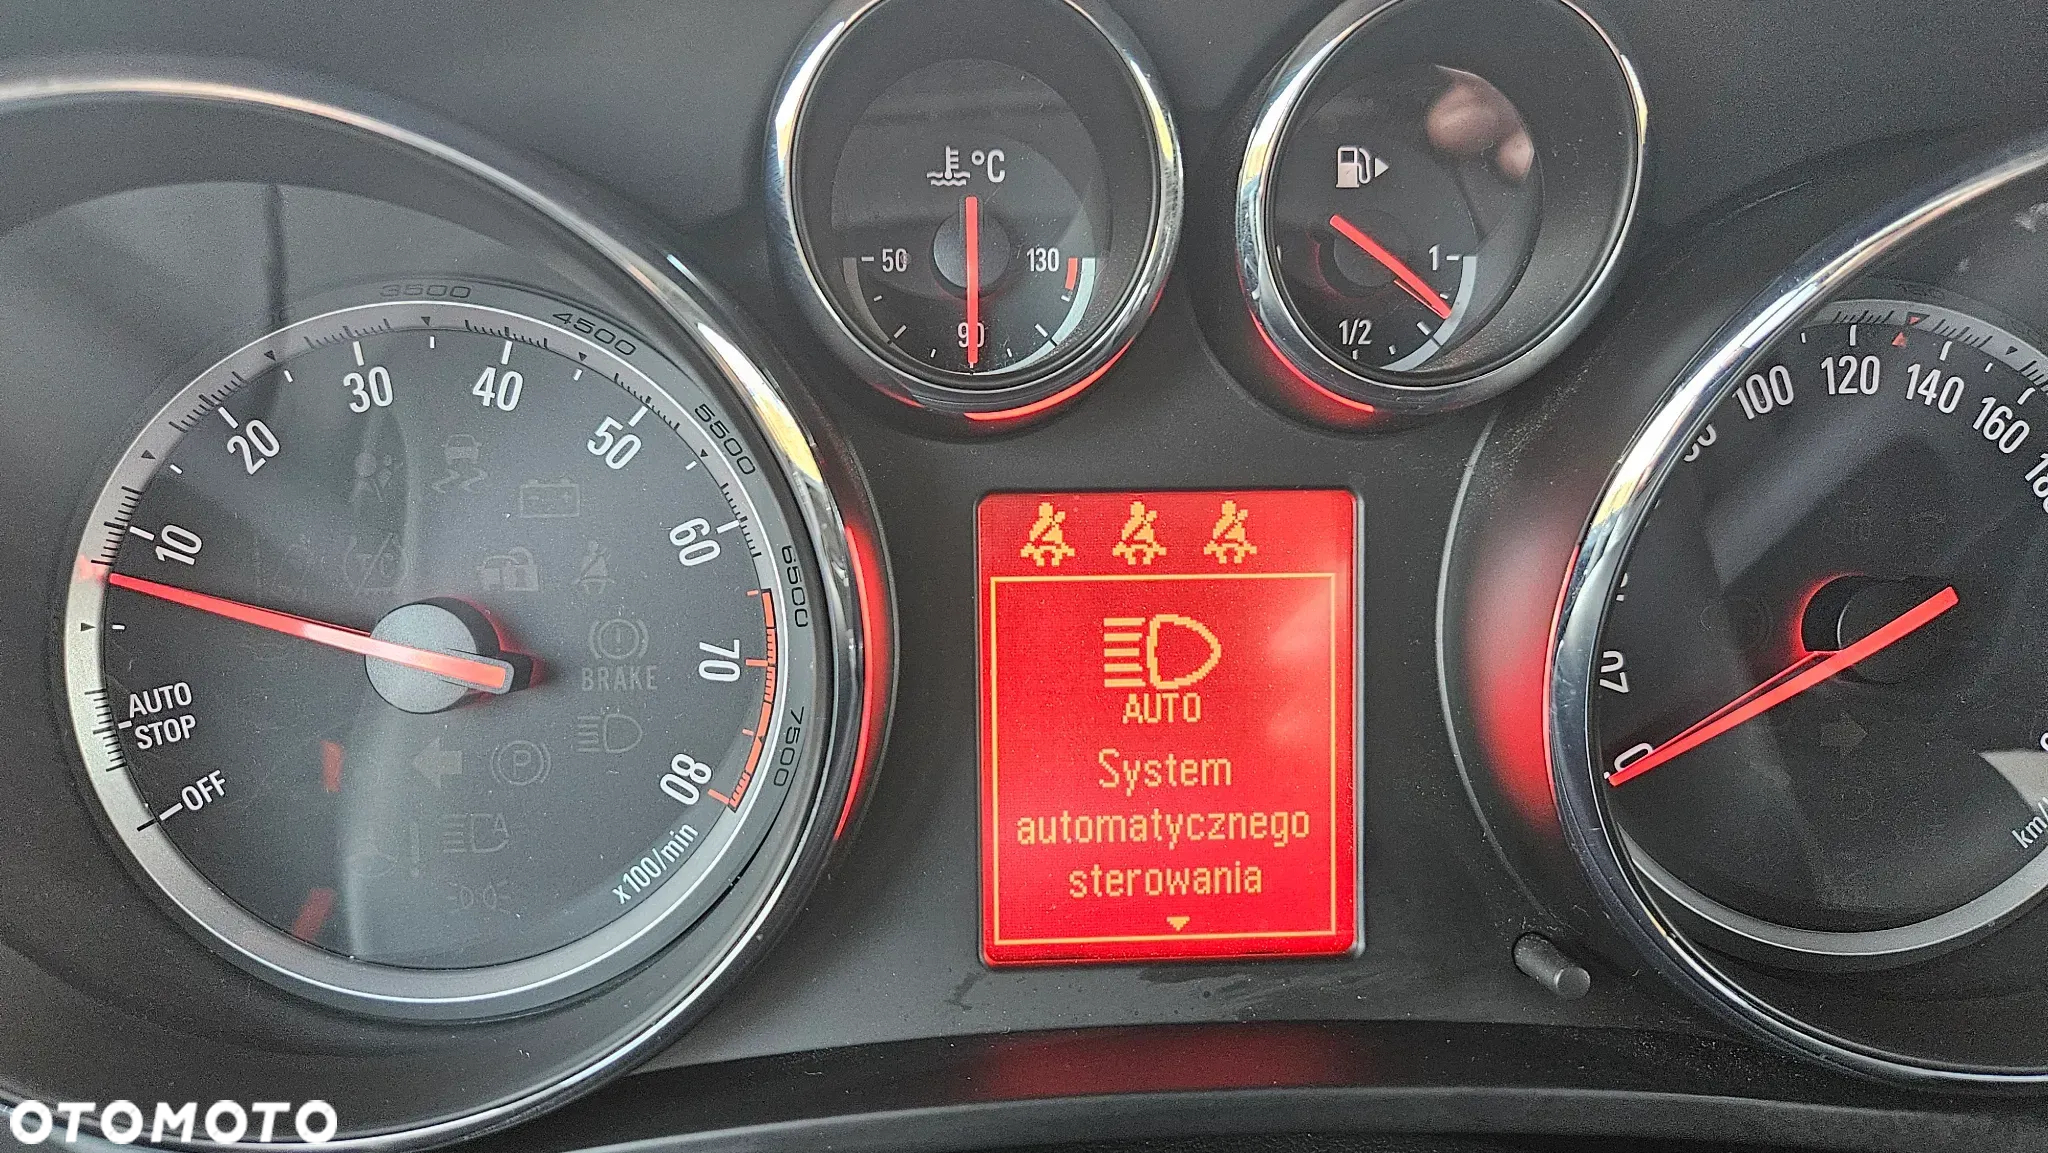 °C
50
130
90
1
1/2
3500
4500
5500
6500
7500
OFF
AUTO
STOP
10
20
30
40
50
60
70
80
x100/min
BRAKE
P
A
AUTO
System
automatycznego
sterowania
0
100
120
140
160
OTOMOTO